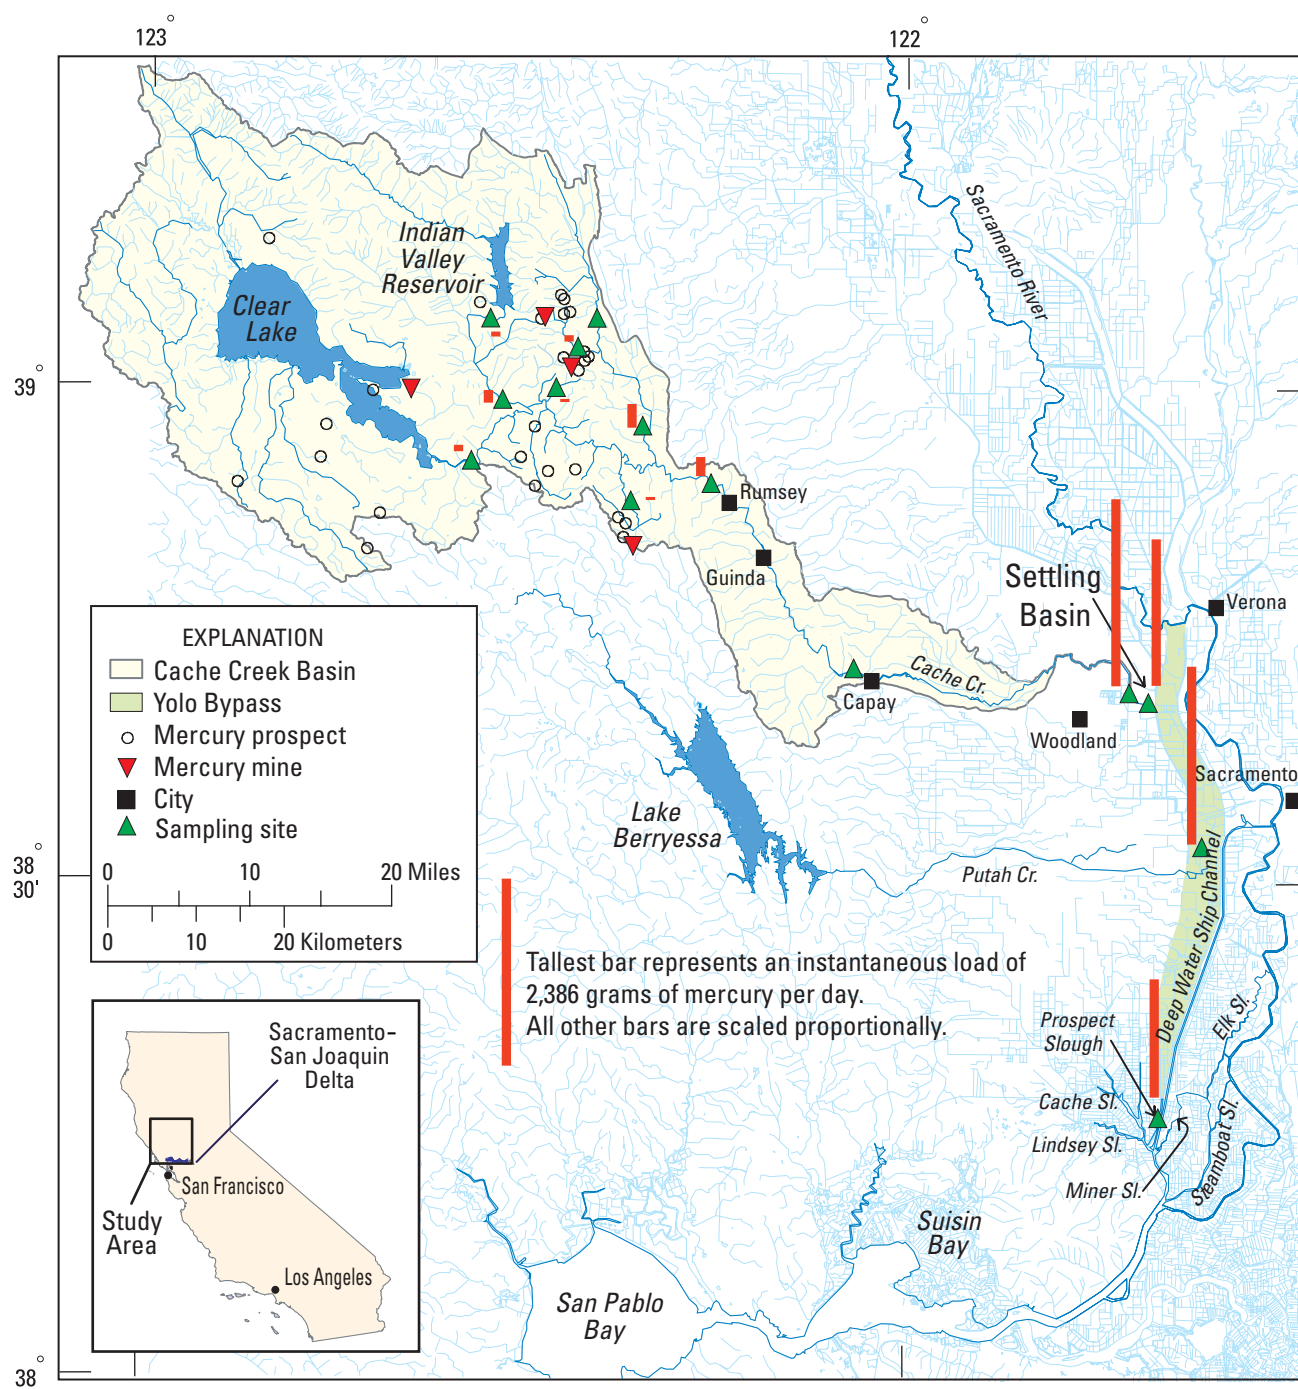 123°
122°
Sacramento River
Indian
Valley
Reservoir
Clear
Lake
39°
Rumsey
Guinda
Settling
Basin
Verona
Cache Cr.
Capay
Woodland
Sacramento
EXPLANATION
Cache Creek Basin
Yolo Bypass
Mercury prospect
Mercury mine
City
Sampling site
0 10 20 Miles
0 10 20 Kilometers
38°
30'
Lake
Berryessa
Putah Cr.
Deep Water Ship Channel
Tallest bar represents an instantaneous load of
2,386 grams of mercury per day.
All other bars are scaled proportionally.
Prospect
Slough
Elk Sl.
Cache Sl.
Lindsey Sl.
Miner Sl.
Steamboat Sl.
Sacramento–
San Joaquin
Delta
San Francisco
Study
Area
Los Angeles
Suisin
Bay
San Pablo
Bay
38°